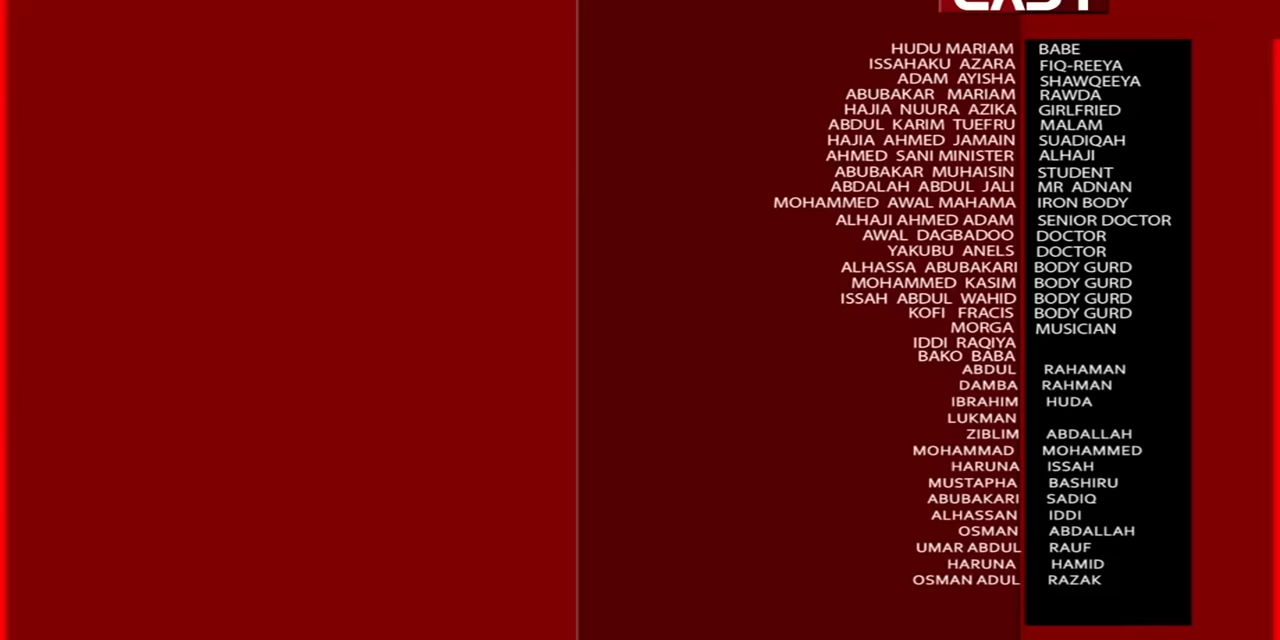 CAST
HUDU MARIAM BABE
ISSAHAKU AZARA FIQ-REEYA
ADAM AYISHA SHAWQEEYA
ABUBAKAR MARIAM RAWDA
HAJIA NUURA AZIKA GIRLFRIED
ABDUL KARIM TUEFRU MALAM
HAJIA AHMED JAMAIN SUADIQAH
AHMED SANI MINISTER ALHAJI
ABUBAKAR MUHAISIN STUDENT
ABDALAH ABDUL JALI MR ADNAN
MOHAMMED AWAL MAHAMA IRON BODY
ALHAJI AHMED ADAM SENIOR DOCTOR
AWAL DAGBADOO DOCTOR
YAKUBU ANELS DOCTOR
ALHASSA ABUBAKARI BODY GURD
MOHAMMED KASIM BODY GURD
ISSAH ABDUL WAHID BODY GURD
KOFI FRACIS BODY GURD
MORGA MUSICIAN
IDDI RAQIYA
BAKO BABA
ABDUL RAHAMAN
DAMBA RAHMAN
IBRAHIM HUDA
LUKMAN
ZIBLIM ABDALLAH
MOHAMMAD MOHAMMED
HARUNA ISSAH
MUSTAPHA BASHIRU
ABUBAKARI SADIQ
ALHASSAN IDDI
OSMAN ABDALLAH
UMAR ABDUL RAUF
HARUNA HAMID
OSMAN ADUL RAZAK